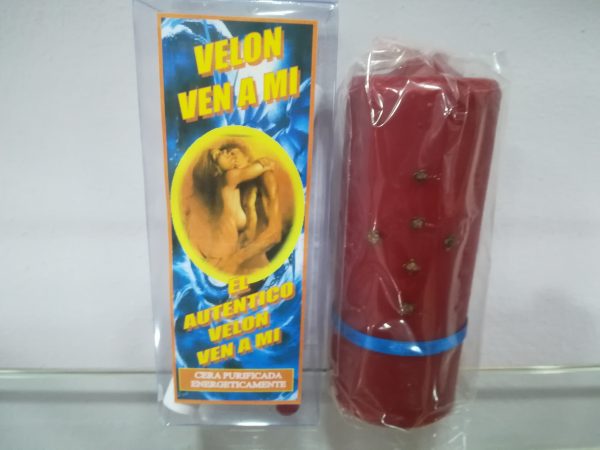 VELON
VEN A MI
EL
AUTENTICO
VELON
VEN A MI
CERA PURIFICADA
ENERGETICAMENTE